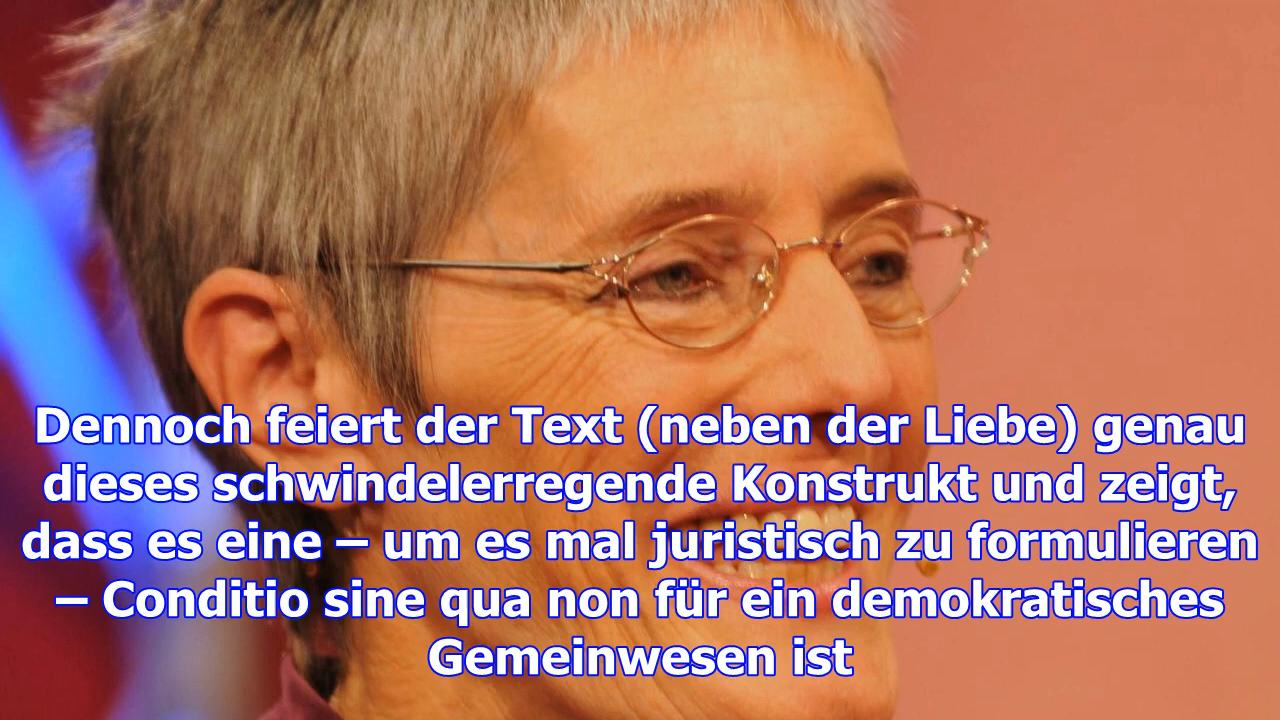 Dennoch feiert der Text (neben der Liebe) genau
dieses schwindelerregende Konstrukt und zeigt,
dass es eine – um es mal juristisch zu formulieren
– Conditio sine qua non für ein demokratisches
Gemeinwesen ist